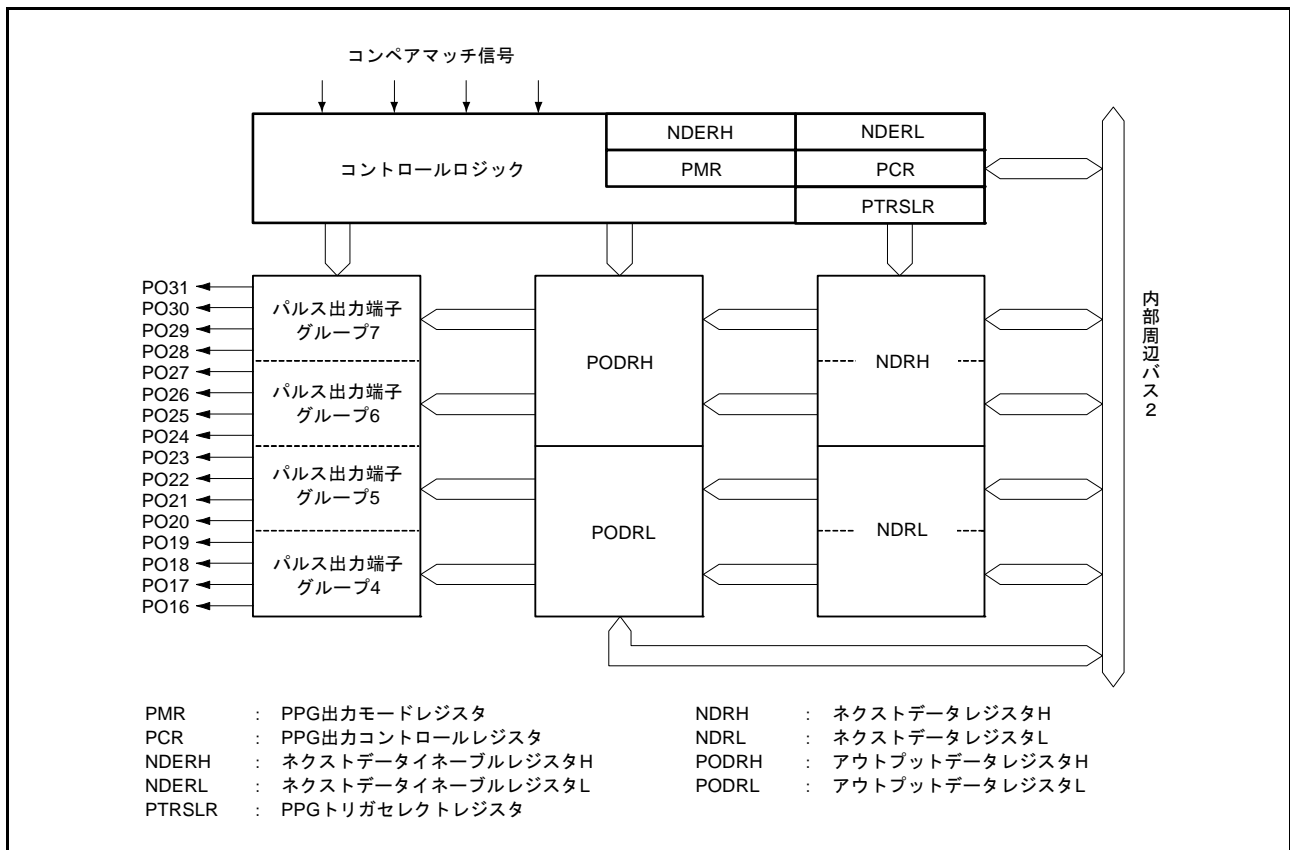 コンペアマッチ信号
NDERH
NDERL
コントロールロジック
PMR
PCR
PTRSLR
PO31
PO30
PO29
PO28
PO27
PO26
PO25
PO24
PO23
PO22
PO21
PO20
PO19
PO18
PO17
PO16
パルス出力端子
グループ7
パルス出力端子
グループ6
パルス出力端子
グループ5
パルス出力端子
グループ4
PODRH
PODRL
NDRH
NDRL
内部周辺バス2
PMR : PPG出力モードレジスタ
PCR : PPG出力コントロールレジスタ
NDERH : ネクストデータイネーブルレジスタH
NDERL : ネクストデータイネーブルレジスタL
PTRSLR : PPGトリガセレクトレジスタ
NDRH : ネクストデータレジスタH
NDRL : ネクストデータレジスタL
PODRH : アウトプットデータレジスタH
PODRL : アウトプットデータレジスタL